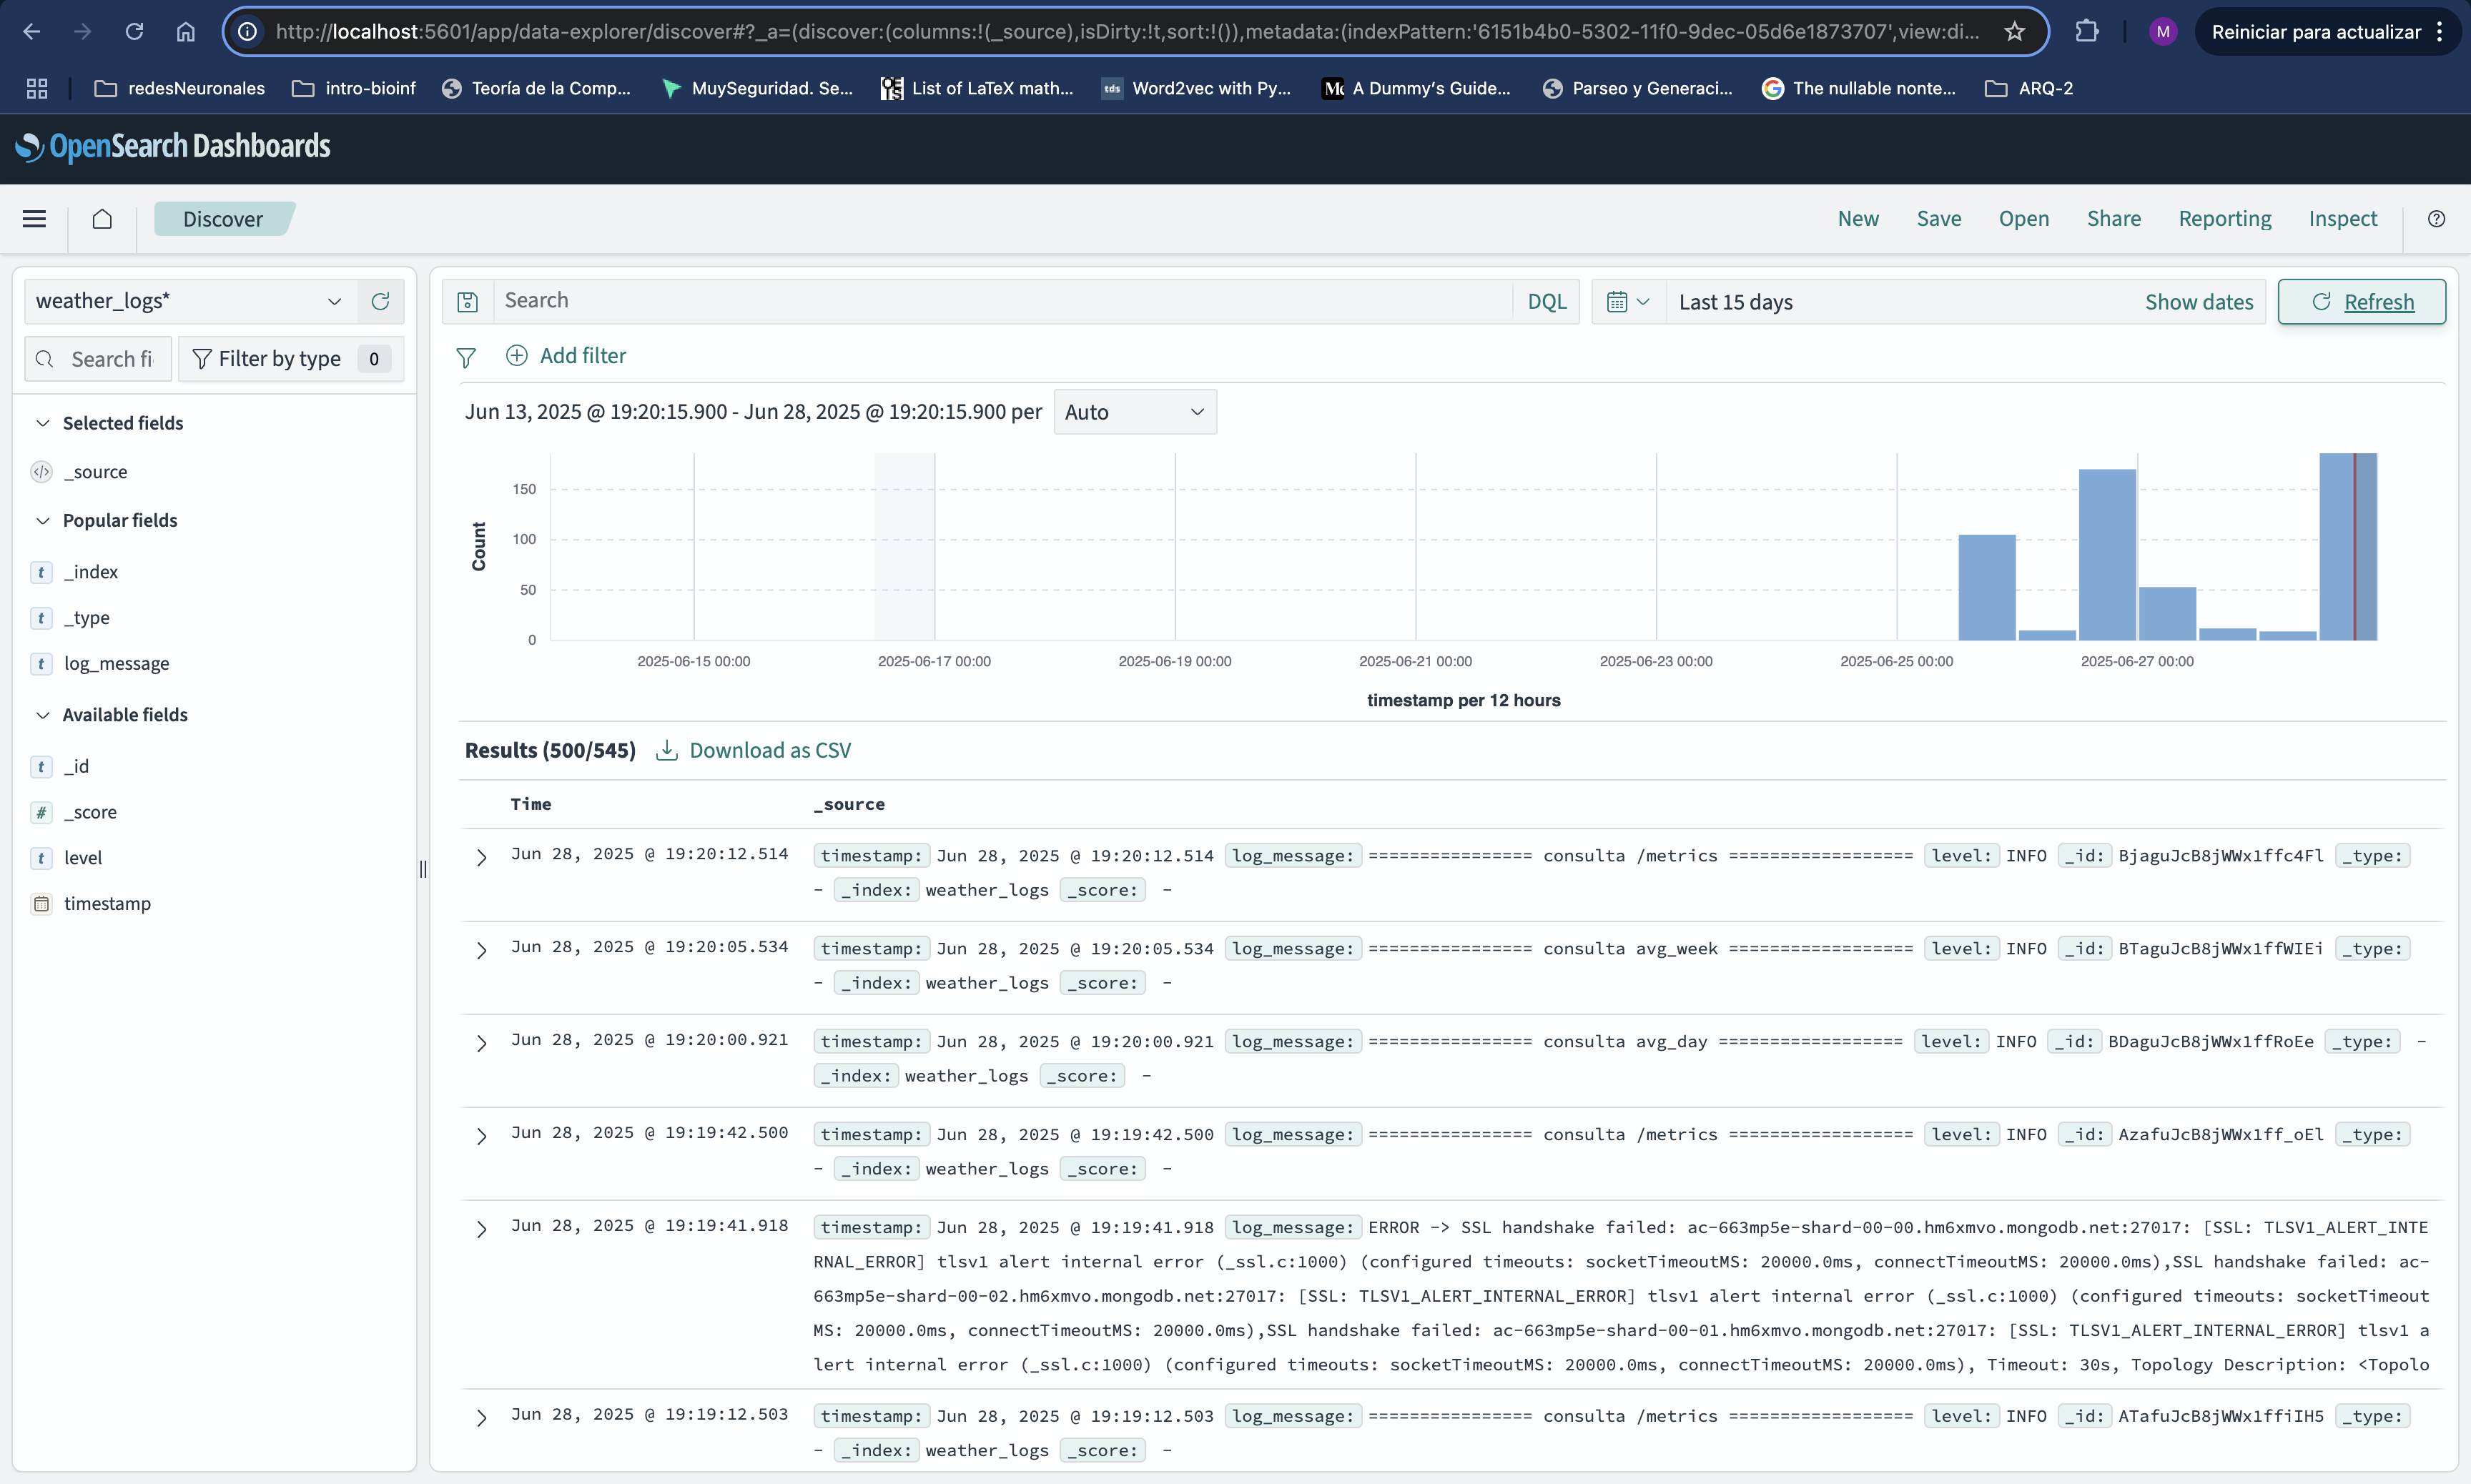 http://localhost:5601/app/data-explorer/discover#?_a=(discover:(columns:!(_source),isDirty:!t,sort:!()),metadata:(indexPattern:'6151b4b0-5302-11f0-9dec-05d6e1873707',view:di...
M
Reiniciar para actualizar
redesNeuronales
intro-bioinf
Teoría de la Comp...
MuySeguridad. Se...
List of LaTeX math...
tds
Word2vec with Py...
A Dummy's Guide...
Parseo y Generaci...
The nullable nonte...
ARQ-2
OpenSearch Dashboards
Discover
New
Save
Open
Share
Reporting
Inspect
weather_logs*
Search
DQL
Last 15 days
Show dates
Refresh
Search fi
Filter by type 0
Add filter
Selected fields
_source
Popular fields
t _index
t _type
t log_message
Available fields
t _id
# _score
t level
timestamp
Jun 13, 2025 @ 19:20:15.900 - Jun 28, 2025 @ 19:20:15.900 per Auto
Count
150
100
50
0
2025-06-15 00:00
2025-06-17 00:00
2025-06-19 00:00
2025-06-21 00:00
2025-06-23 00:00
2025-06-25 00:00
2025-06-27 00:00
timestamp per 12 hours
Results (500/545) Download as CSV
Time _source
Jun 28, 2025 @ 19:20:12.514 timestamp: Jun 28, 2025 @ 19:20:12.514 log_message: ================ consulta /metrics ================== level: INFO _id: BjaguJcB8jWWx1ffc4Fl _type:
- _index: weather_logs _score: -
Jun 28, 2025 @ 19:20:05.534 timestamp: Jun 28, 2025 @ 19:20:05.534 log_message: ================ consulta avg_week ================== level: INFO _id: BTaguJcB8jWWx1ffWIEi _type:
- _index: weather_logs _score: -
Jun 28, 2025 @ 19:20:00.921 timestamp: Jun 28, 2025 @ 19:20:00.921 log_message: ================ consulta avg_day ================== level: INFO _id: BDaguJcB8jWWx1ffRoEe _type: -
_index: weather_logs _score: -
Jun 28, 2025 @ 19:19:42.500 timestamp: Jun 28, 2025 @ 19:19:42.500 log_message: ================ consulta /metrics ================== level: INFO _id: AzafuJcB8jWWx1ff_oEl _type:
- _index: weather_logs _score: -
Jun 28, 2025 @ 19:19:41.918 timestamp: Jun 28, 2025 @ 19:19:41.918 log_message: ERROR -> SSL handshake failed: ac-663mp5e-shard-00-00.hm6xmvo.mongodb.net:27017: [SSL: TLSV1_ALERT_INTE
RNAL_ERROR] tlsv1 alert internal error (_ssl.c:1000) (configured timeouts: socketTimeoutMS: 20000.0ms, connectTimeoutMS: 20000.0ms),SSL handshake failed: ac-
663mp5e-shard-00-02.hm6xmvo.mongodb.net:27017: [SSL: TLSV1_ALERT_INTERNAL_ERROR] tlsv1 alert internal error (_ssl.c:1000) (configured timeouts: socketTimeout
MS: 20000.0ms, connectTimeoutMS: 20000.0ms),SSL handshake failed: ac-663mp5e-shard-00-01.hm6xmvo.mongodb.net:27017: [SSL: TLSV1_ALERT_INTERNAL_ERROR] tlsv1 a
lert internal error (_ssl.c:1000) (configured timeouts: socketTimeoutMS: 20000.0ms, connectTimeoutMS: 20000.0ms), Timeout: 30s, Topology Description: <Topolo
Jun 28, 2025 @ 19:19:12.503 timestamp: Jun 28, 2025 @ 19:19:12.503 log_message: ================ consulta /metrics ================== level: INFO _id: ATafuJcB8jWWx1ffiIH5 _type:
- _index: weather_logs _score: -